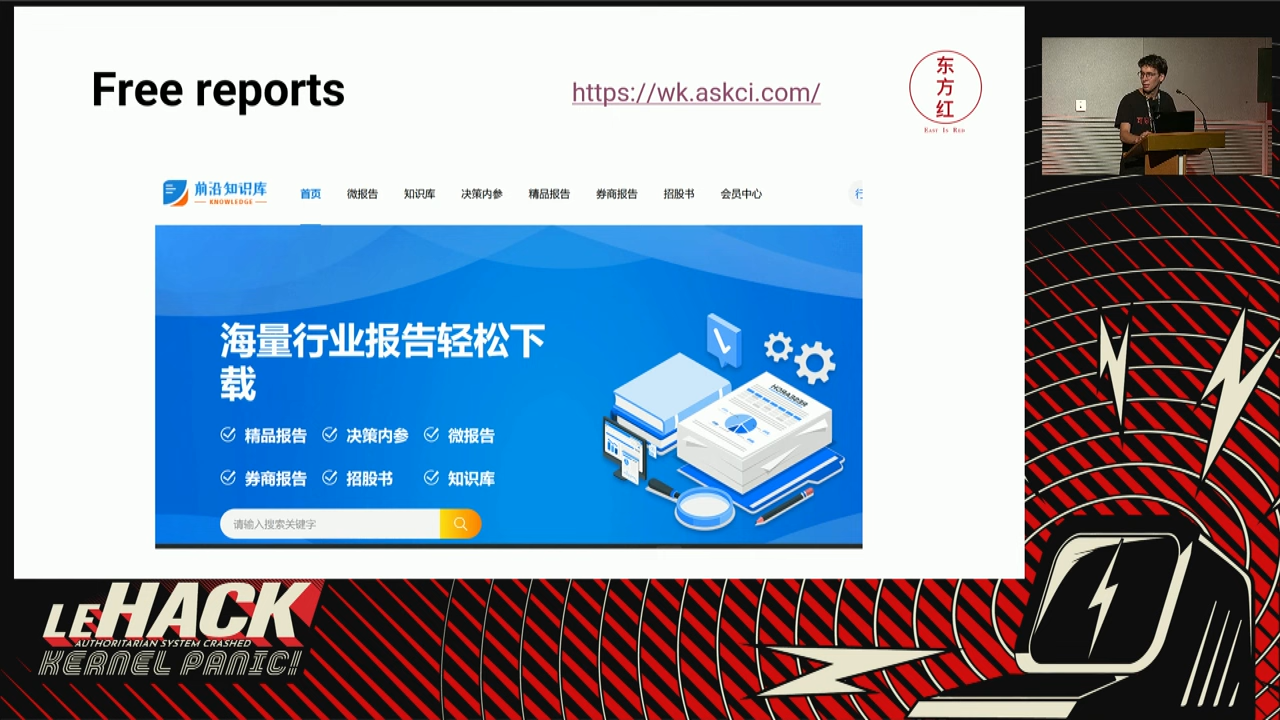 Free reports
https://wk.askci.com/
东
方
红
East Is Red
前沿知识库
KNOWLEDGE
首页 微报告 知识库 决策内参 精品报告 券商报告 招股书 会员中心 行
海量行业报告轻松下
载
精品报告 决策内参 微报告
券商报告 招股书 知识库
请输入搜索关键字
LEHACK
AUTHORITARIAN SYSTEM CRASHED
KERNEL PANIC!